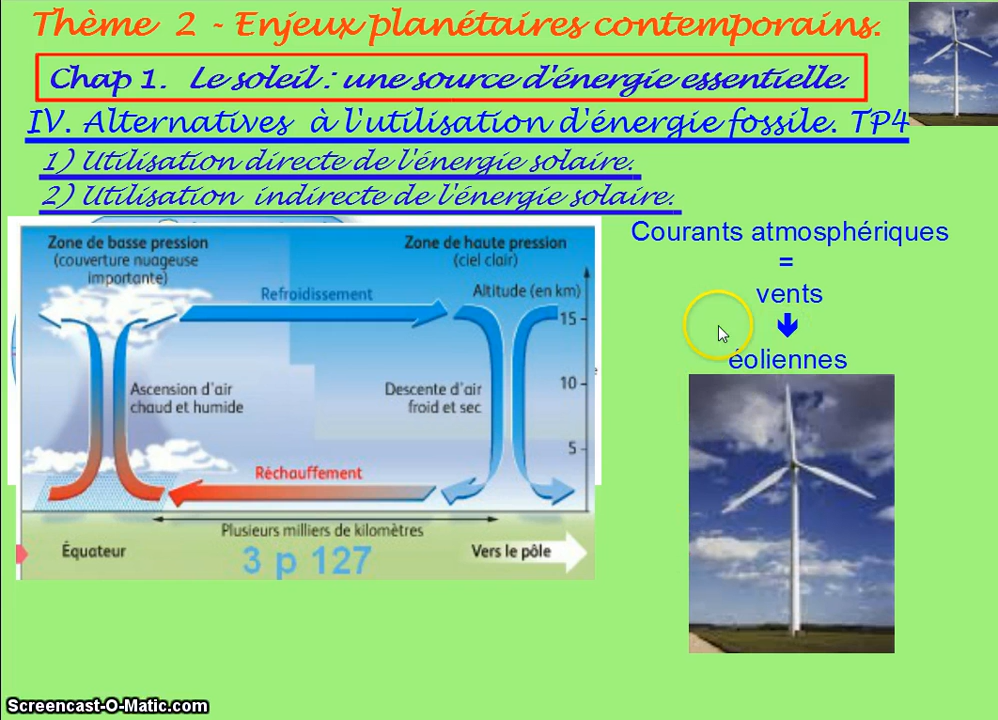 Thème 2 - Enjeux planétaires contemporains.
Chap 1. Le soleil : une source d'énergie essentielle.
IV. Alternatives à l'utilisation d'énergie fossile. TP4
1) Utilisation directe de l'énergie solaire.
2) Utilisation indirecte de l'énergie solaire.
Zone de basse pression
(couverture nuageuse
importante)
Zone de haute pression
(ciel clair)
Refroidissement
Altitude (en km)
15
Ascension d'air
chaud et humide
Descente d'air
froid et sec
10
5
Réchauffement
Plusieurs milliers de kilomètres
Équateur
3 p 127
Vers le pôle
Courants atmosphériques
=
vents
éoliennes
Screencast-O-Matic.com